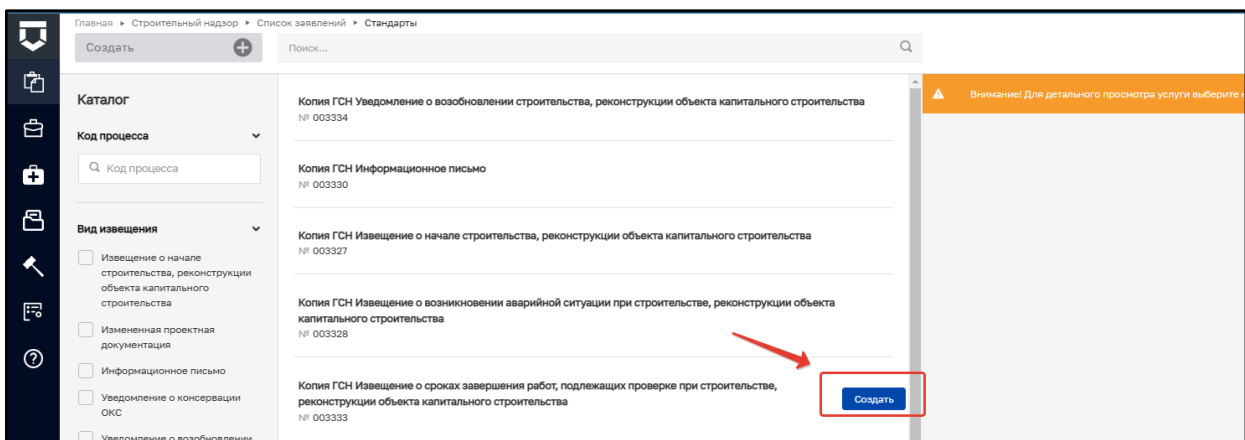 Главная ▸ Строительный надзор ▸ Список заявлений ▸ Стандарты
Создать
Поиск...
Каталог
Код процесса
Код процесса
Вид извещения
Извещение о начале
строительства, реконструкции
объекта капитального
строительства
Измененная проектная
документация
Информационное письмо
Уведомление о консервации
ОКС
Уведомление о возобновлении
Копия ГСН Уведомление о возобновлении строительства, реконструкции объекта капитального строительства
№ 003334
Копия ГСН Информационное письмо
№ 003330
Копия ГСН Извещение о начале строительства, реконструкции объекта капитального строительства
№ 003327
Копия ГСН Извещение о возникновении аварийной ситуации при строительстве, реконструкции объекта
капитального строительства
№ 003328
Копия ГСН Извещение о сроках завершения работ, подлежащих проверке при строительстве,
реконструкции объекта капитального строительства
№ 003333
Создать
Внимание! Для детального просмотра услуги выберите